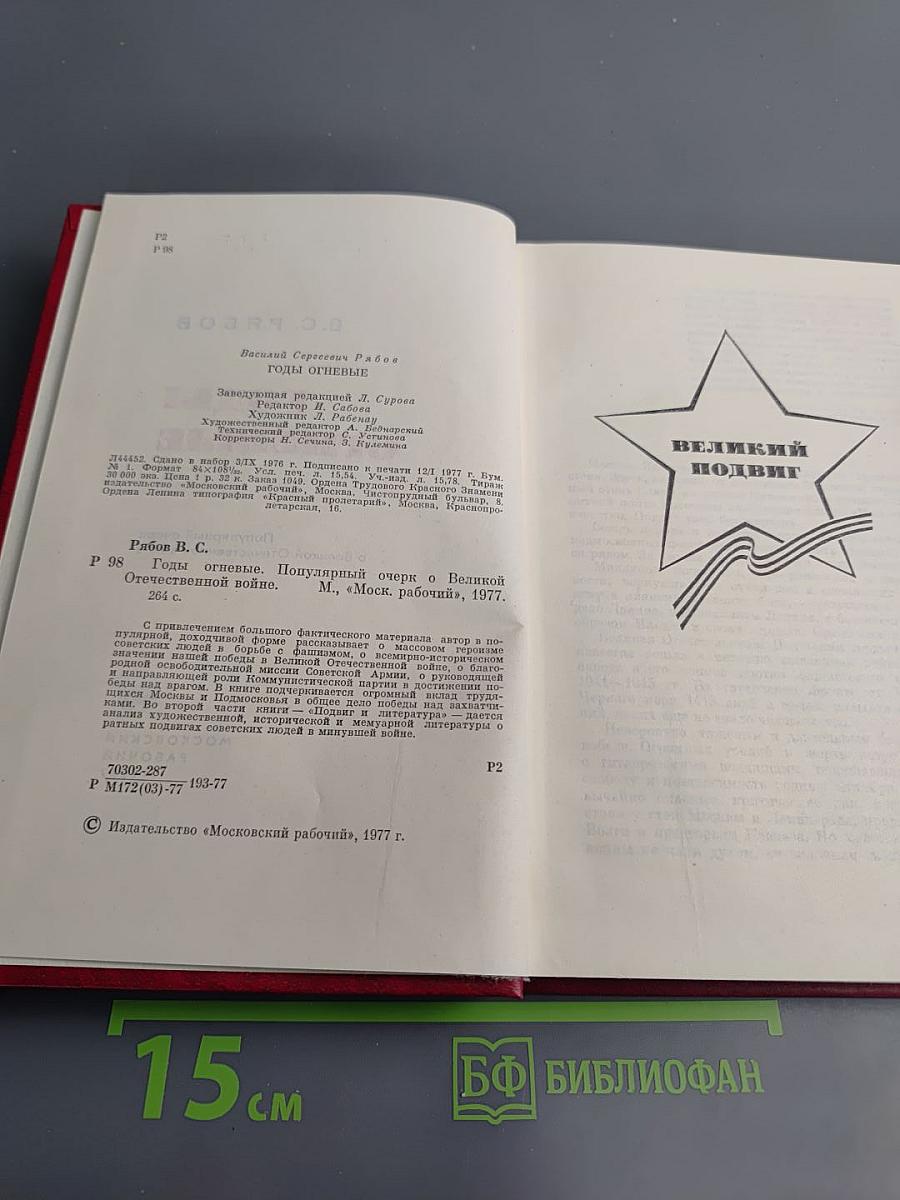 Р2
Р 98
Василий Сергеевич Рябов
ГОДЫ ОГНЕВЫЕ
Заведующая редакцией Л. Сурова
Редактор И. Сабова
Художник Л. Рабенау
Художественный редактор А. Беднарский
Технический редактор С. Устинова
Корректоры Н. Сечина, З. Кулемина
Л44452. Сдано в набор 3/IX 1976 г. Подписано к печати 12/I 1977 г. Бум.
№ 1. Формат 84×108¹/₃₂. Усл. печ. л. 15,54. Уч.-изд. л. 15,78. Тираж
30 000 экз. Цена 1 р. 32 к. Заказ 1049. Ордена Трудового Красного Знамени
издательство «Московский рабочий», Москва, Чистопрудный бульвар, 8.
Ордена Ленина типография «Красный пролетарий», Москва, Краснопро-
летарская, 16.
Рябов В. С.
Р 98 Годы огневые. Популярный очерк о Великой
Отечественной войне. М., «Моск. рабочий», 1977.
264 с.
С привлечением большого фактического материала автор в по-
пулярной, доходчивой форме рассказывает о массовом героизме
советских людей в борьбе с фашизмом, о всемирно-историческом
значении нашей победы в Великой Отечественной войне, о благо-
родной освободительной миссии Советской Армии, о руководящей
и направляющей роли Коммунистической партии в достижении по-
беды над врагом. В книге подчеркивается огромный вклад трудя-
щихся Москвы и Подмосковья в общее дело победы над захватчи-
ками. Во второй части книги — «Подвиг и литература» — дается
анализ художественной, исторической и мемуарной литературы о
ратных подвигах советских людей в минувшей войне.
Р 70302-287 193-77 Р2
М172(03)-77
© Издательство «Московский рабочий», 1977 г.
ВЕЛИКИЙ
ПОДВИГ
15 см
БФ БИБЛИОФАН